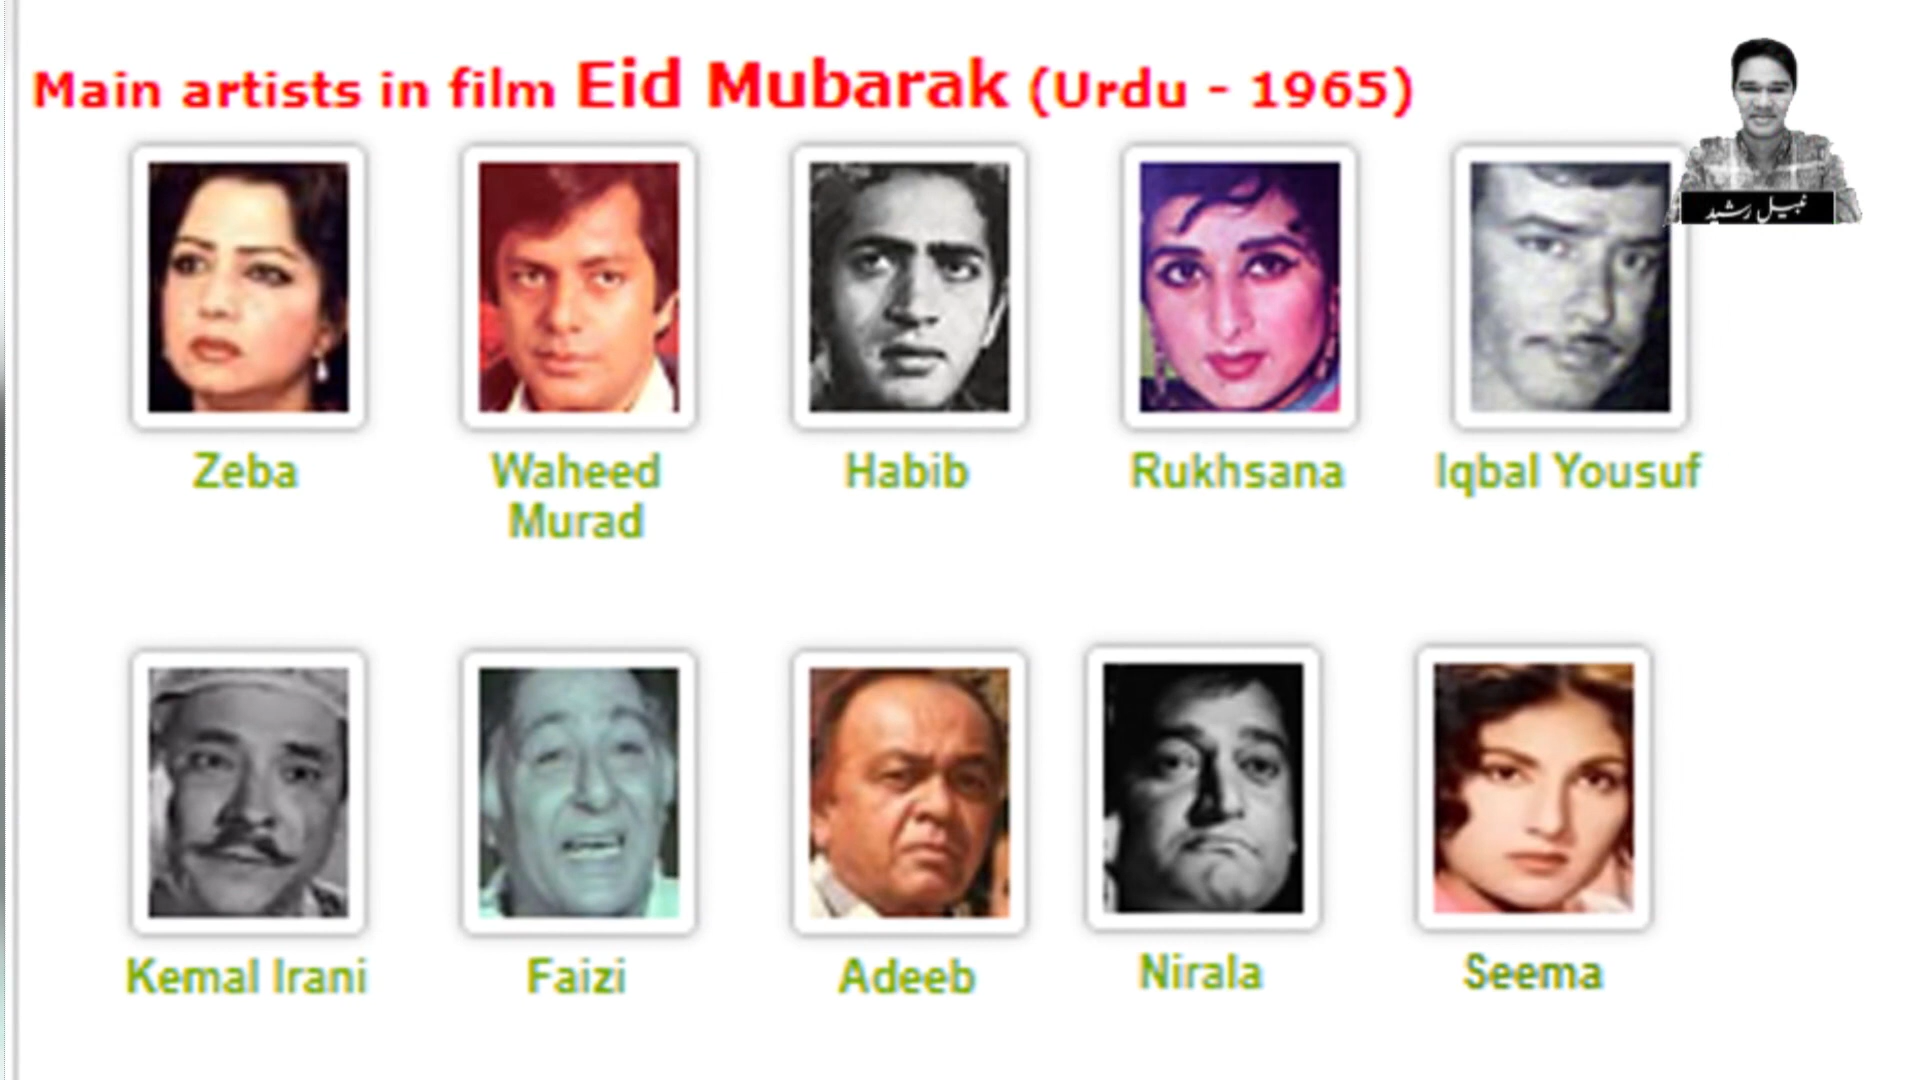 Main artists in film Eid Mubarak (Urdu - 1965)
نبیل رشید
Zeba
Waheed
Murad
Habib
Rukhsana
Iqbal Yousuf
Kemal Irani
Faizi
Adeeb
Nirala
Seema